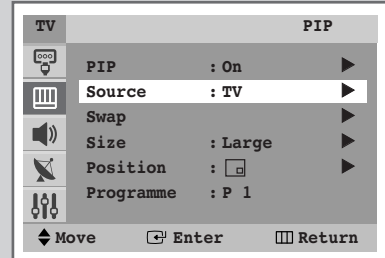 TV PIP
PIP : On
Source : TV
Swap
Size : Large
Position :
Programme : P 1
Move Enter Return